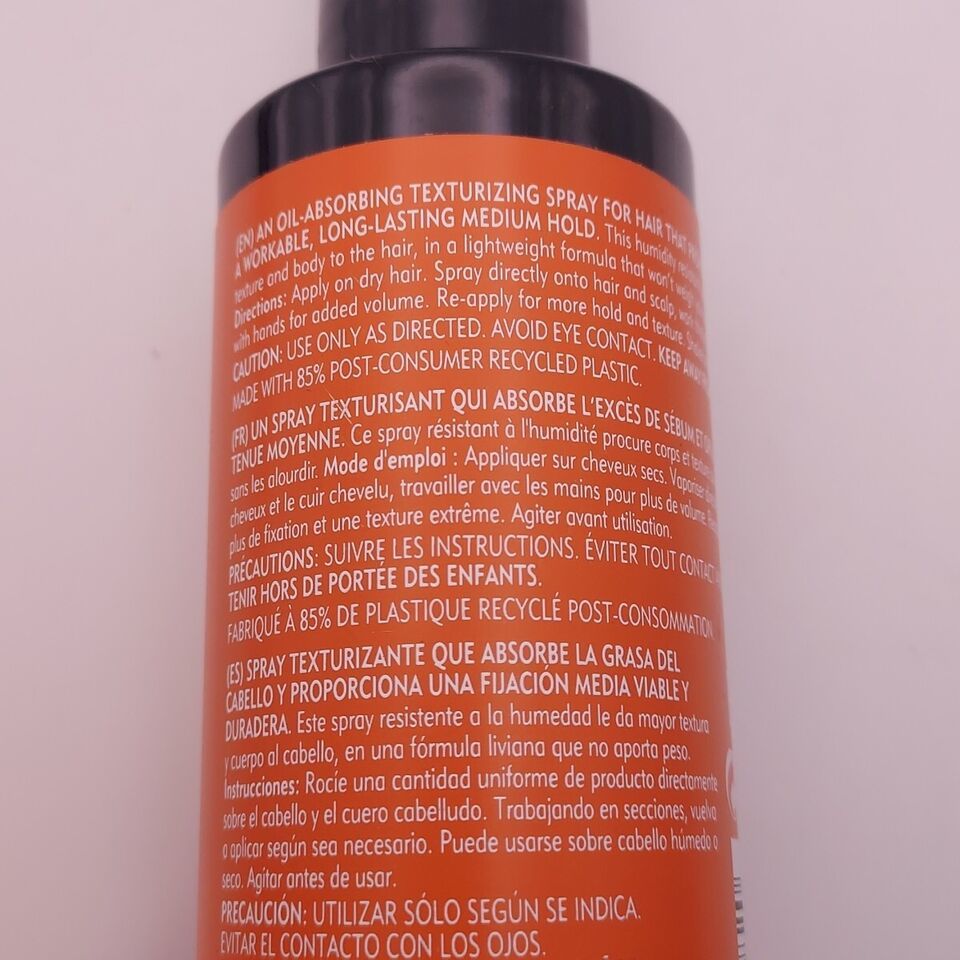 (EN) AN OIL-ABSORBING TEXTURIZING SPRAY FOR HAIR THAT
A WORKABLE, LONG-LASTING MEDIUM HOLD. This humidity
texture and body to the hair, in a lightweight formula that won't weigh
Directions: Apply on dry hair. Spray directly onto hair and scalp, work
with hands for added volume. Re-apply for more hold and texture.
CAUTION: USE ONLY AS DIRECTED. AVOID EYE CONTACT. KEEP AWAY
MADE WITH 85% POST-CONSUMER RECYCLED PLASTIC.
(FR) UN SPRAY TEXTURISANT QUI ABSORBE L'EXCÈS DE SÉBUM ET
TENUE MOYENNE. Ce spray résistant à l'humidité procure corps et texture
sans les alourdir. Mode d'emploi : Appliquer sur cheveux secs. Vaporiser
cheveux et le cuir chevelu, travailler avec les mains pour plus de volume.
plus de fixation et une texture extrême. Agiter avant utilisation.
PRÉCAUTIONS: SUIVRE LES INSTRUCTIONS. ÉVITER TOUT CONTACT
TENIR HORS DE PORTÉE DES ENFANTS.
FABRIQUÉ À 85% DE PLASTIQUE RECYCLÉ POST-CONSOMMATION
(ES) SPRAY TEXTURIZANTE QUE ABSORBE LA GRASA DEL
CABELLO Y PROPORCIONA UNA FIJACIÓN MEDIA VIABLE Y
DURADERA. Este spray resistente a la humedad le da mayor textura
y cuerpo al cabello, en una fórmula liviana que no aporta peso.
Instrucciones: Rocíe una cantidad uniforme de producto directamente
sobre el cabello y el cuero cabelludo. Trabajando en secciones, vuelva
a aplicar según sea necesario. Puede usarse sobre cabello húmedo o
seco. Agitar antes de usar.
PRECAUCIÓN: UTILIZAR SÓLO SEGÚN SE INDICA.
EVITAR EL CONTACTO CON LOS OJOS.